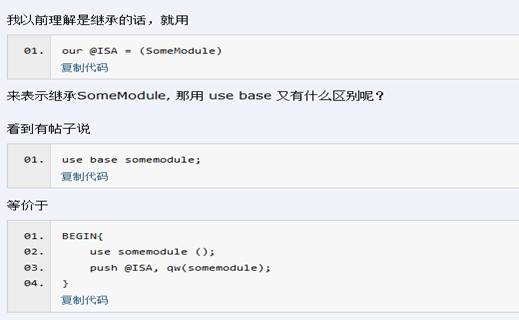 我以前理解是继承的话，就用
01. our @ISA = (SomeModule)
复制代码
来表示继承SomeModule, 那用 use base 又有什么区别呢？
看到有帖子说
01. use base somemodule;
复制代码
等价于
01. BEGIN{
02.     use somemodule ();
03.     push @ISA, qw(somemodule);
04. }
复制代码